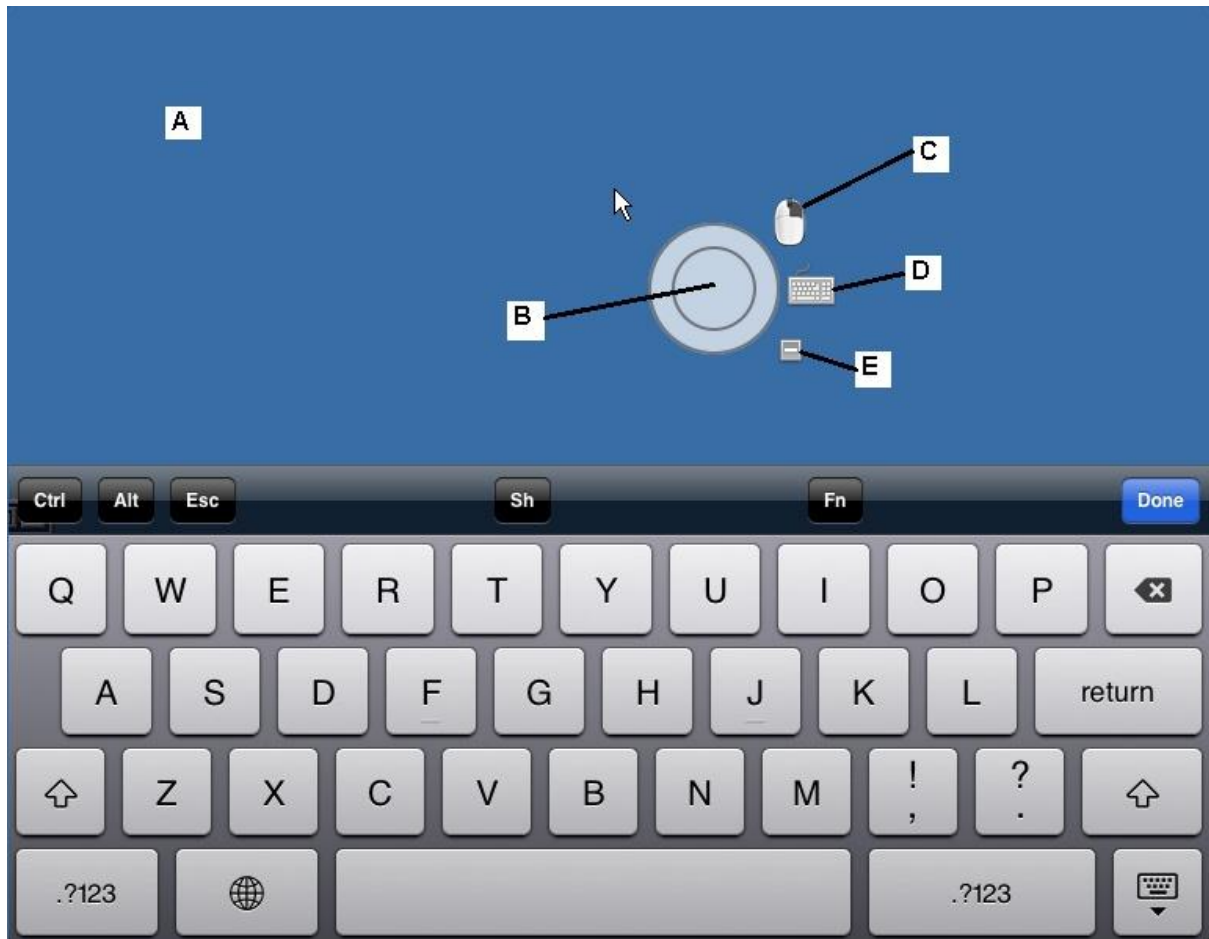 A
C
D
B
E
Ctrl Alt Esc Sh Fn Done
Q W E R T Y U I O P
A S D F G H J K L return
Z X C V B N M ! , ? .
.?123 .?123